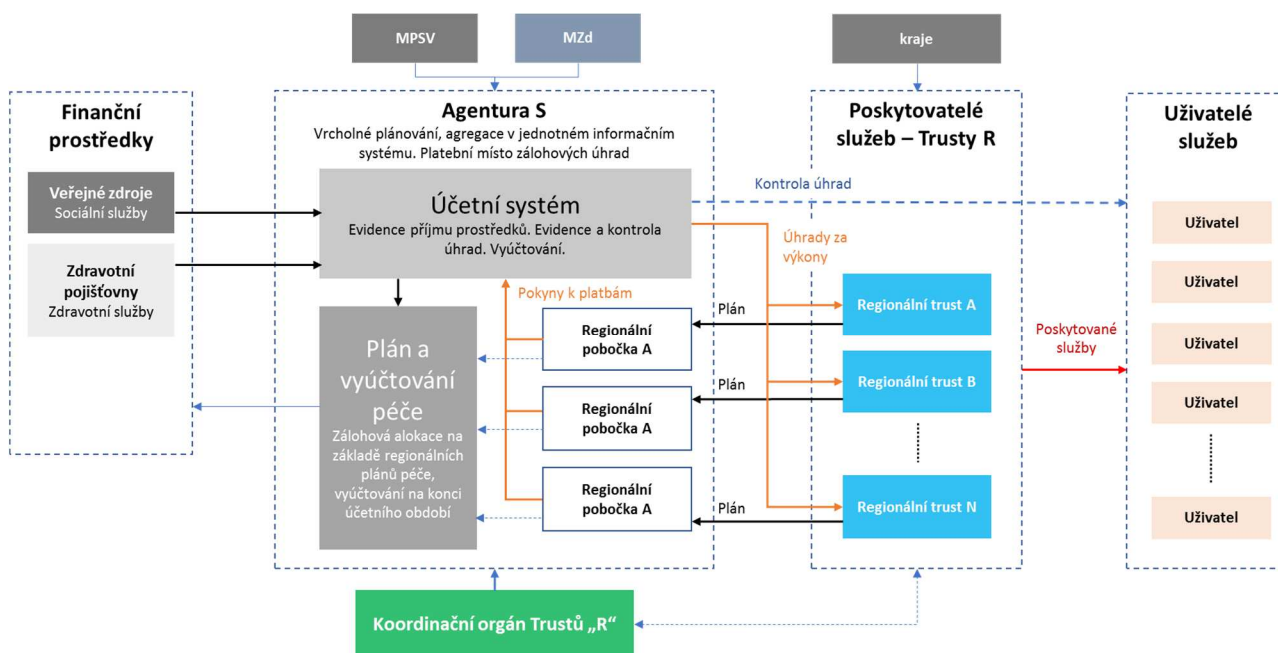 MPSV
MZd
kraje
Finanční
prostředky
Veřejné zdroje
Sociální služby
Zdravotní
pojišťovny
Zdravotní služby
Agentura S
Vrcholné plánování, agregace v jednotném informačním
systému. Platební místo zálohových úhrad
Účetní systém
Evidence příjmu prostředků. Evidence a kontrola
úhrad. Vyúčtování.
Pokyny k platbám
Plán a
vyúčtování
péče
Zálohová alokace na
základě regionálních
plánů péče,
vyúčtování na konci
účetního období
Regionální
pobočka A
Regionální
pobočka A
Regionální
pobočka A
Plán
Plán
Plán
Poskytovatelé
služeb – Trusty R
Kontrola úhrad
Úhrady za
výkony
Regionální trust A
Regionální trust B
Regionální trust N
Poskytované
služby
Uživatelé
služeb
Uživatel
Uživatel
Uživatel
Uživatel
Uživatel
Koordinační orgán Trustů „R“